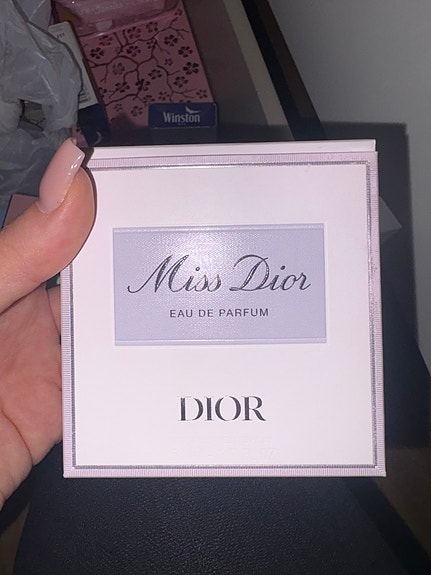 Winston
Miss Dior
EAU DE PARFUM
DIOR